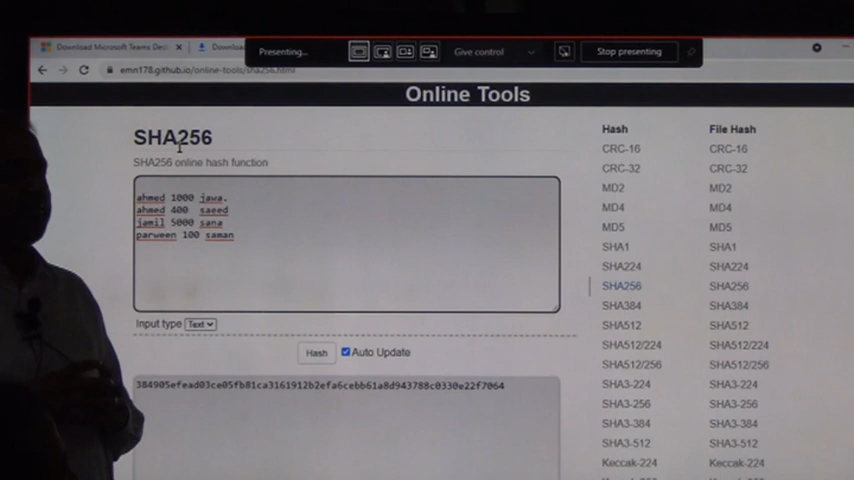 Download Microsoft Teams Des
Downloa
Presenting...
Give control
Stop presenting
emn178.github.io/online-tools/sha256.html
Online Tools
SHA256
SHA256 online hash function
ahmed 1000 jawa.
ahmed 400 saeed
jamil 5000 sana
parween 100 saman
Input type Text
Hash
Auto Update
384905efead03ce05fb81ca3161912b2efa6cebb61a8d943788c0330e22f7064
Hash
CRC-16
CRC-32
MD2
MD4
MD5
SHA1
SHA224
SHA256
SHA384
SHA512
SHA512/224
SHA512/256
SHA3-224
SHA3-256
SHA3-384
SHA3-512
Keccak-224
File Hash
CRC-16
CRC-32
MD2
MD4
MD5
SHA1
SHA224
SHA256
SHA384
SHA512
SHA512/224
SHA512/256
SHA3-224
SHA3-256
SHA3-384
SHA3-512
Keccak-224